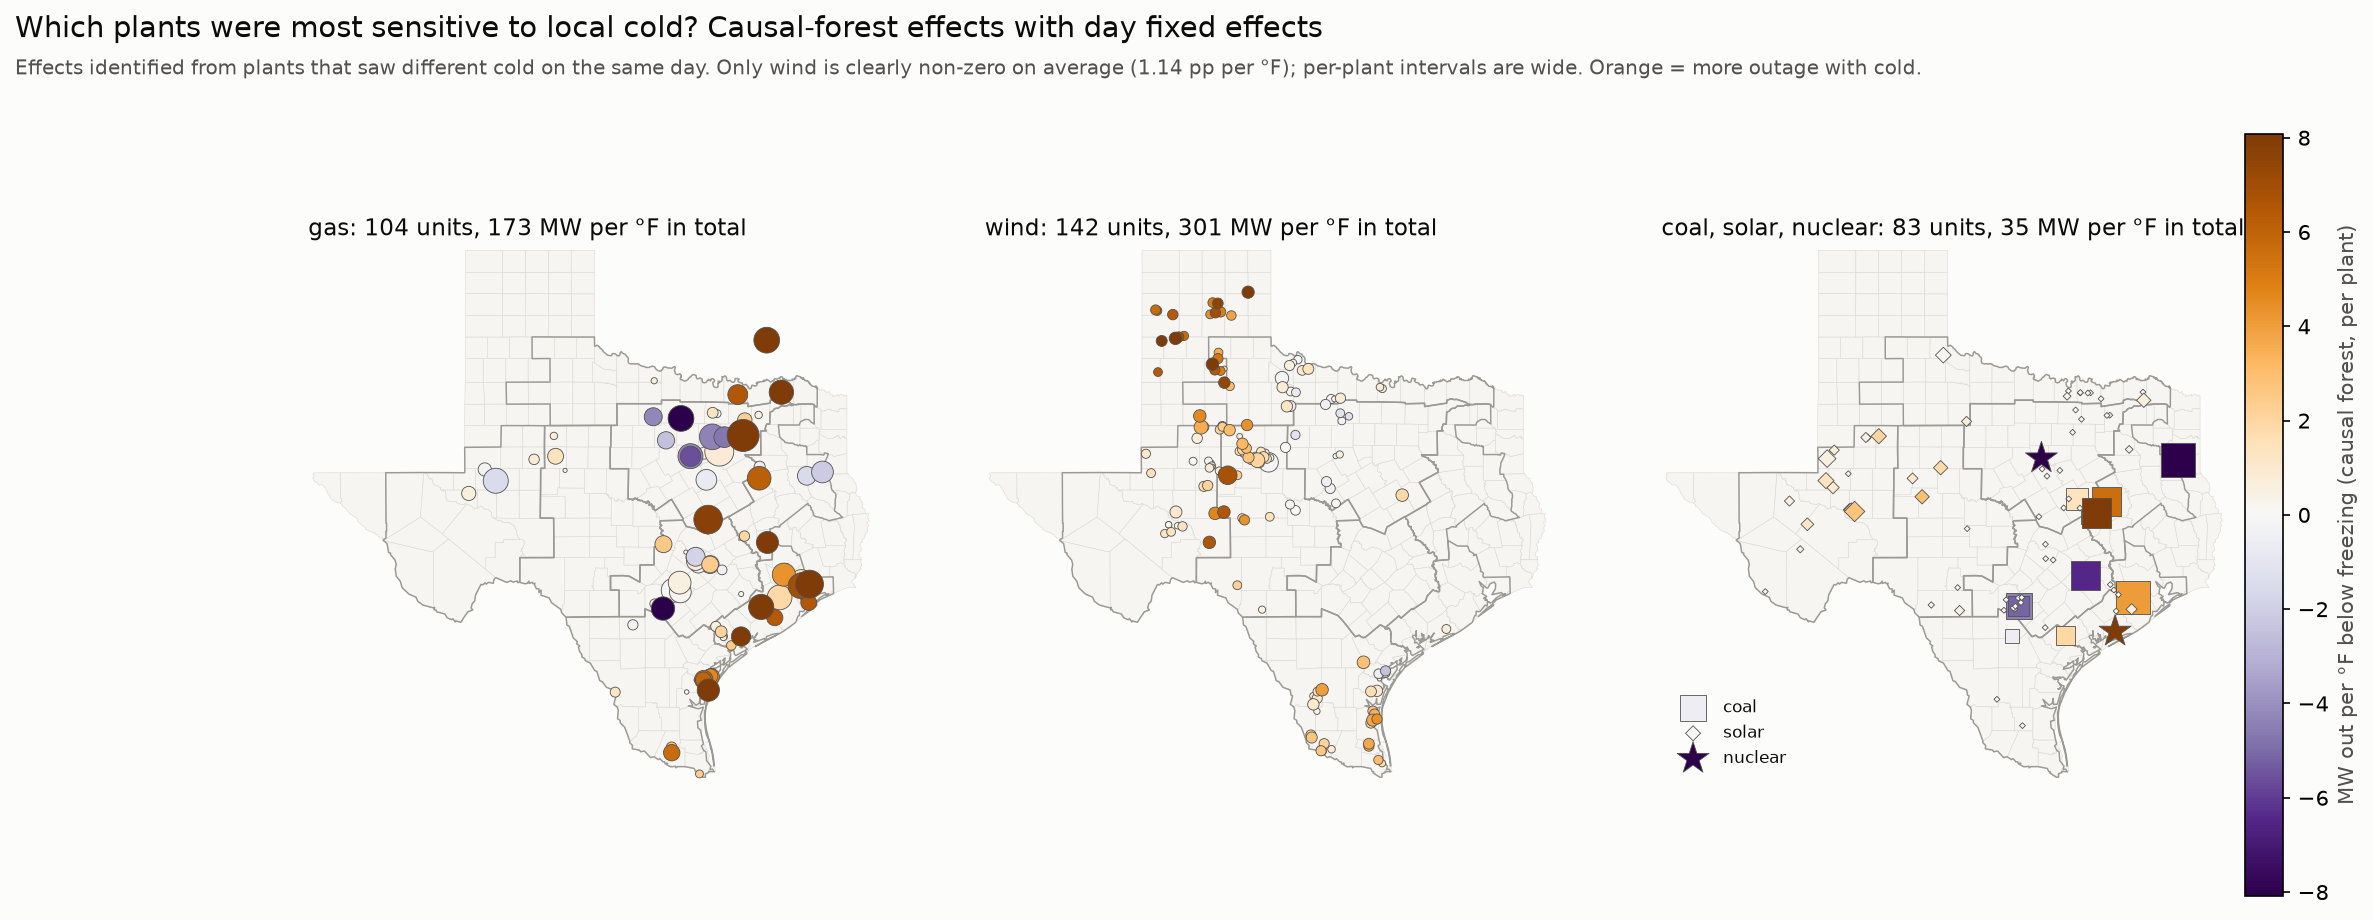 Which plants were most sensitive to local cold? Causal-forest effects with day fixed effects
Effects identified from plants that saw different cold on the same day. Only wind is clearly non-zero on average (1.14 pp per °F); per-plant intervals are wide. Orange = more outage with cold.
gas: 104 units, 173 MW per °F in total
wind: 142 units, 301 MW per °F in total
coal, solar, nuclear: 83 units, 35 MW per °F in total
coal
solar
nuclear
8
6
4
2
0
−2
−4
−6
−8
MW out per °F below freezing (causal forest, per plant)